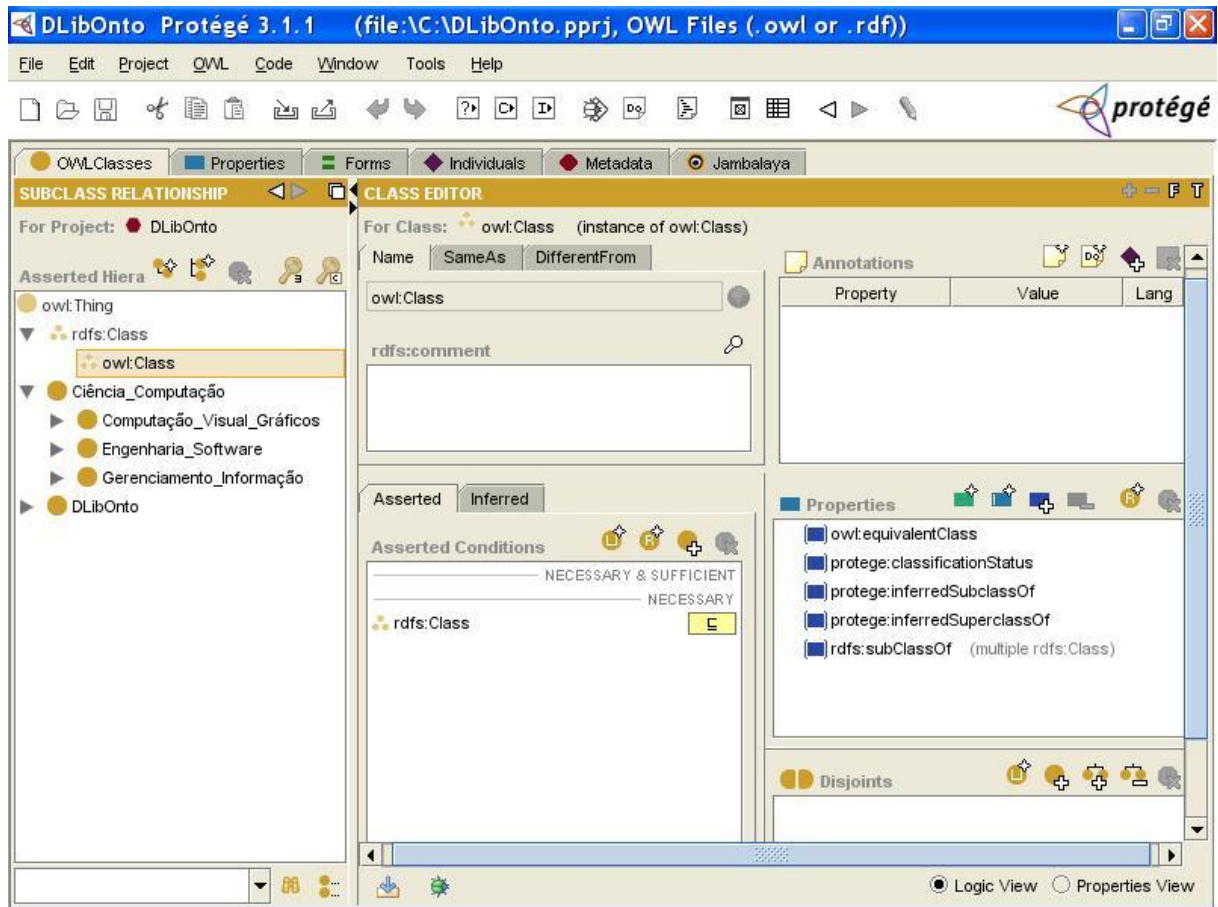 DLibOnto Protégé 3.1.1 (file:\C:\DLibOnto.pprj, OWL Files (.owl or .rdf))
File Edit Project OWL Code Window Tools Help
protégé
OWLClasses Properties Forms Individuals Metadata Jambalaya
SUBCLASS RELATIONSHIP
For Project: DLibOnto
Asserted Hiera
owl:Thing
rdfs:Class
owl:Class
Ciência_Computação
Computação_Visual_Gráficos
Engenharia_Software
Gerenciamento_Informação
DLibOnto
CLASS EDITOR
F T
For Class: owl:Class (instance of owl:Class)
Name SameAs DifferentFrom
owl:Class
rdfs:comment
Annotations
Property Value Lang
Asserted Inferred
Asserted Conditions
NECESSARY & SUFFICIENT
NECESSARY
rdfs:Class ⊑
Properties
owl:equivalentClass
protege:classificationStatus
protege:inferredSubclassOf
protege:inferredSuperclassOf
rdfs:subClassOf (multiple rdfs:Class)
Disjoints
Logic View Properties View